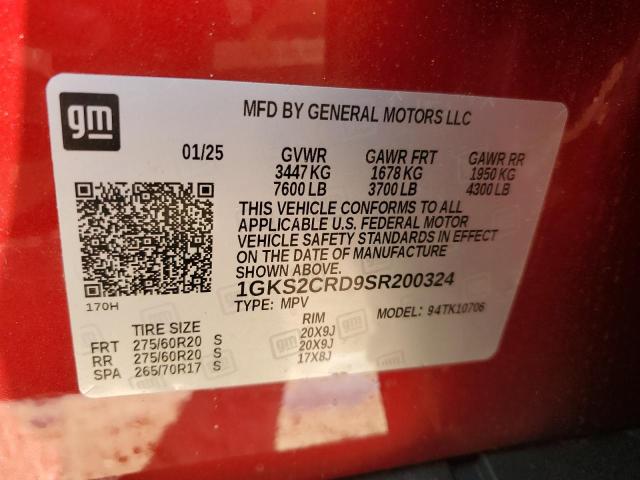 gm
MFD BY GENERAL MOTORS LLC
01/25 GVWR GAWR FRT GAWR RR
3447 KG 1678 KG 1950 KG
7600 LB 3700 LB 4300 LB
THIS VEHICLE CONFORMS TO ALL
APPLICABLE U.S. FEDERAL MOTOR
VEHICLE SAFETY STANDARDS IN EFFECT
ON THE DATE OF MANUFACTURE
SHOWN ABOVE.
1GKS2CRD9SR200324
TYPE: MPV MODEL: 94TK10706
170H
TIRE SIZE RIM
FRT 275/60R20 S 20X9J
RR 275/60R20 S 20X9J
SPA 265/70R17 S 17X8J